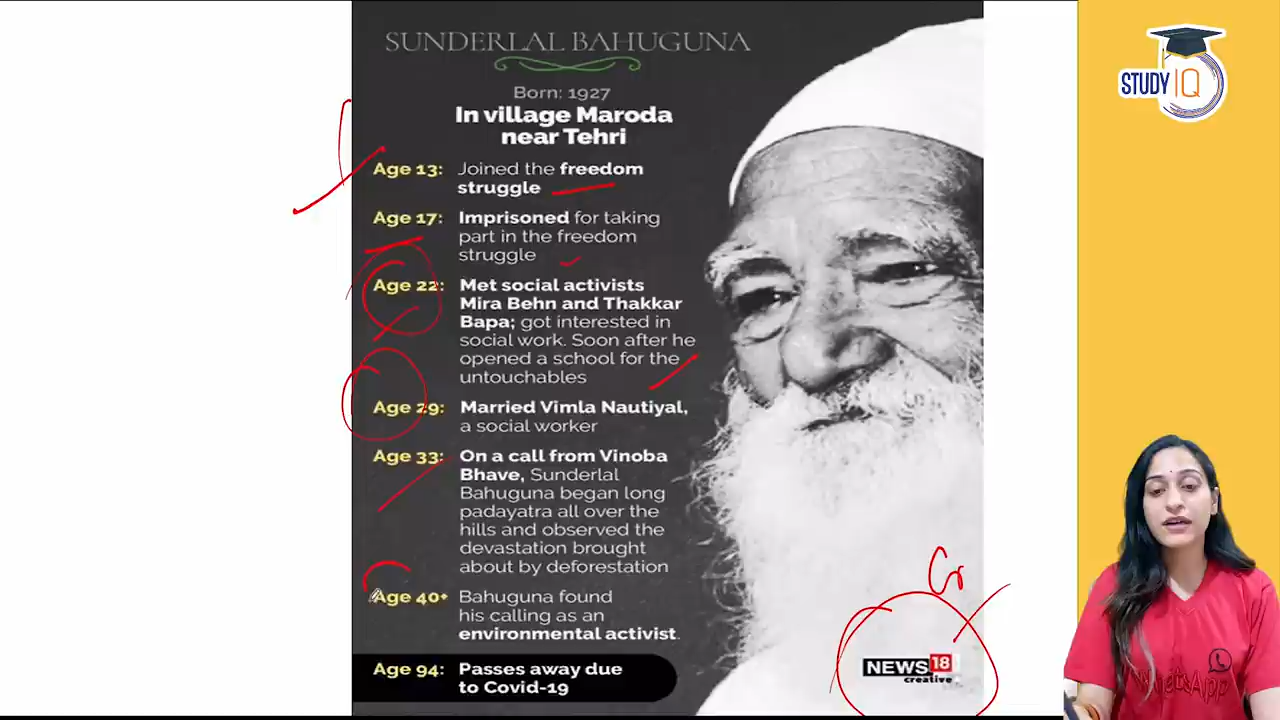 SUNDERLAL BAHUGUNA
Born: 1927
In village Maroda
near Tehri
Age 13: Joined the freedom
struggle
Age 17: Imprisoned for taking
part in the freedom
struggle
Age 22: Met social activists
Mira Behn and Thakkar
Bapa; got interested in
social work. Soon after he
opened a school for the
untouchables
Age 29: Married Vimla Nautiyal,
a social worker
Age 33: On a call from Vinoba
Bhave, Sunderlal
Bahuguna began long
padayatra all over the
hills and observed the
devastation brought
about by deforestation
Age 40+ Bahuguna found
his calling as an
environmental activist.
Age 94: Passes away due
to Covid-19
NEWS 18
creative
STUDY IQ